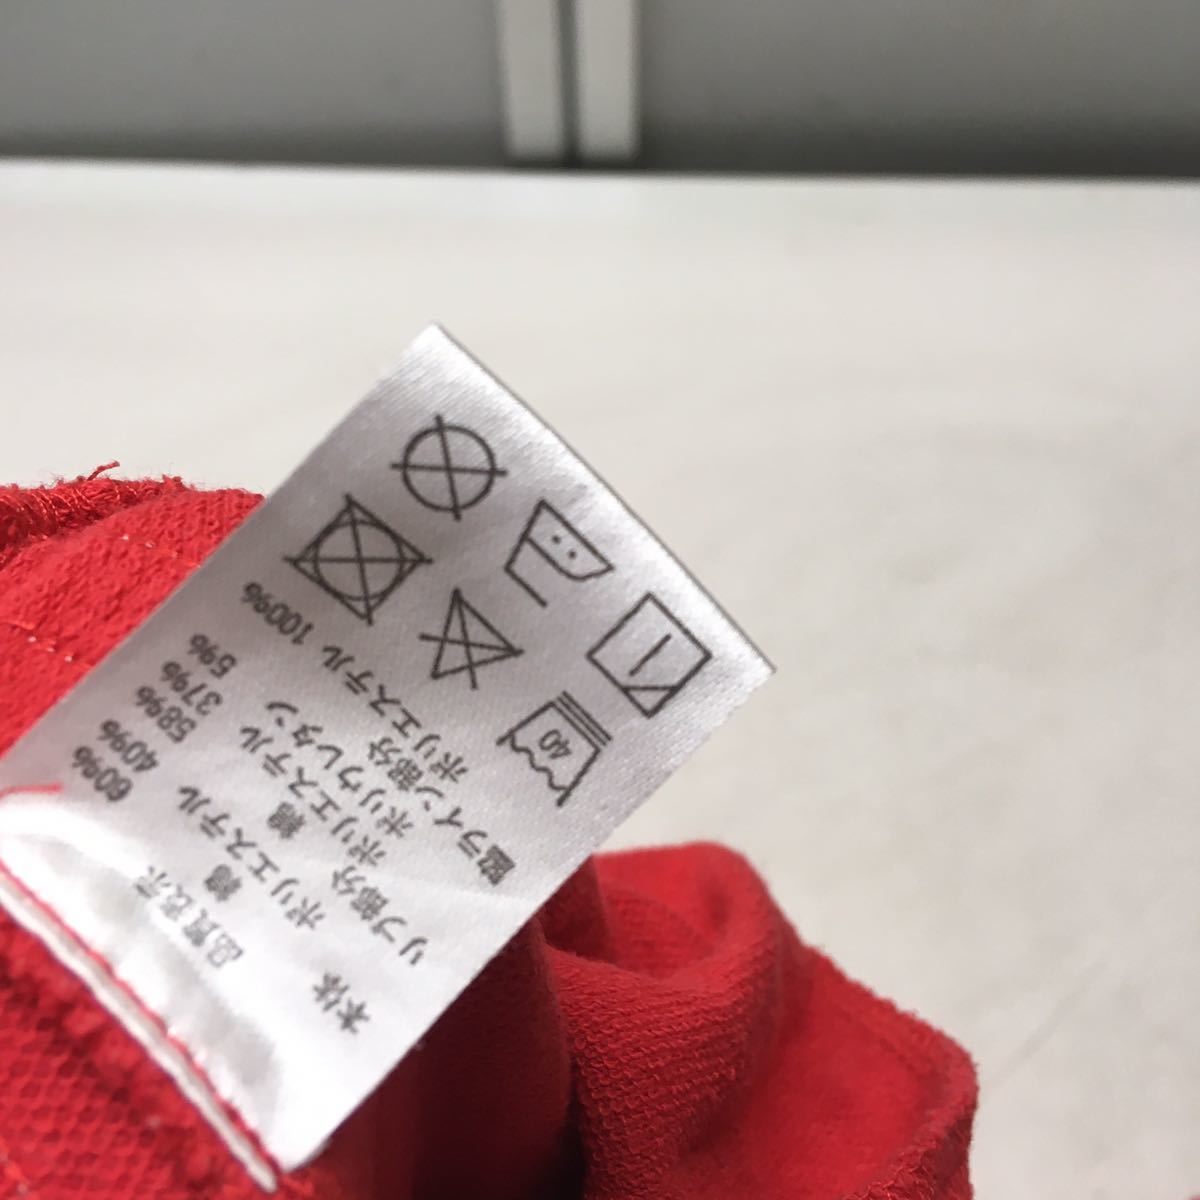 品質表示
本体 綿 60%
ポリエステル 40%
リブ部分 綿 58%
ポリエステル 37%
ポリウレタン 5%
脇ライン部分
ポリエステル 100%
40